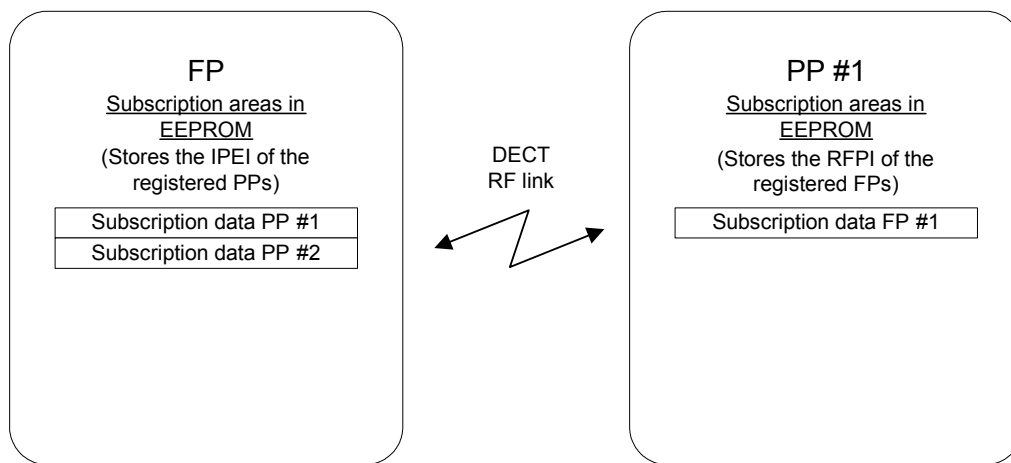 FP
Subscription areas in
EEPROM
(Stores the IPEI of the
registered PPs)
Subscription data PP #1
Subscription data PP #2
DECT
RF link
PP #1
Subscription areas in
EEPROM
(Stores the RFPI of the
registered FPs)
Subscription data FP #1